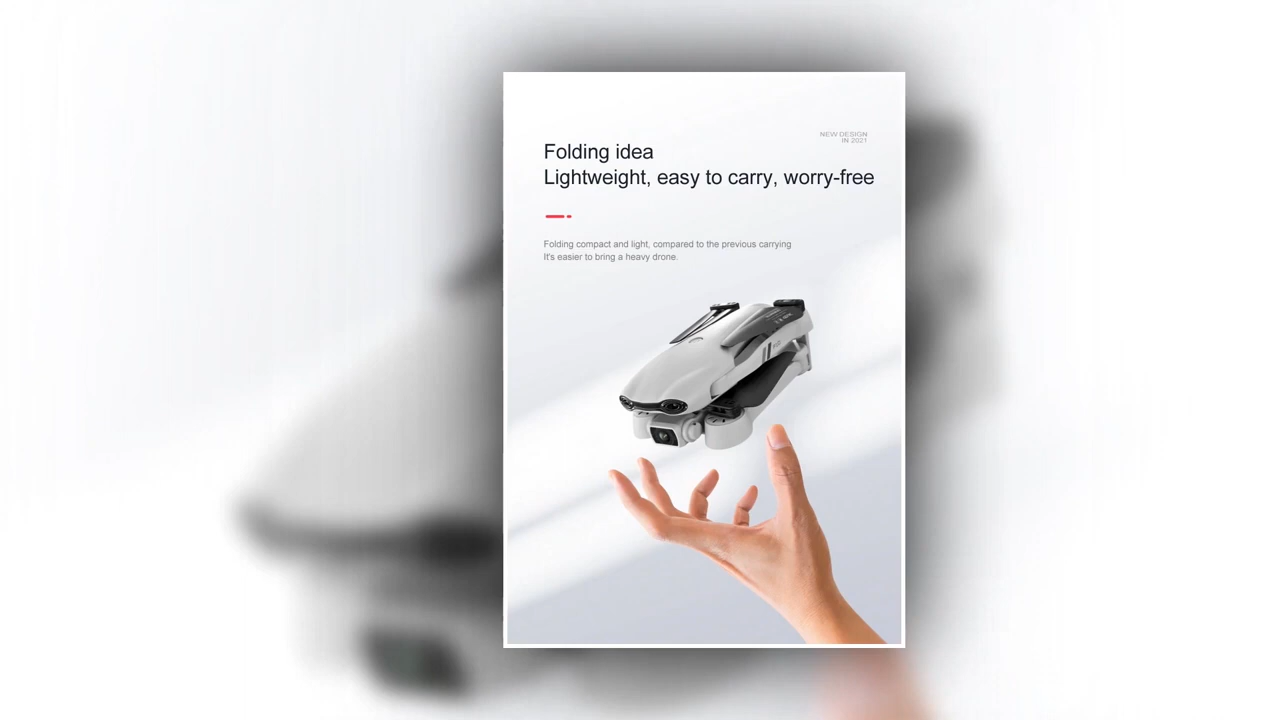 NEW DESIGN
IN 2021
Folding idea
Lightweight, easy to carry, worry-free
Folding compact and light, compared to the previous carrying
It's easier to bring a heavy drone.